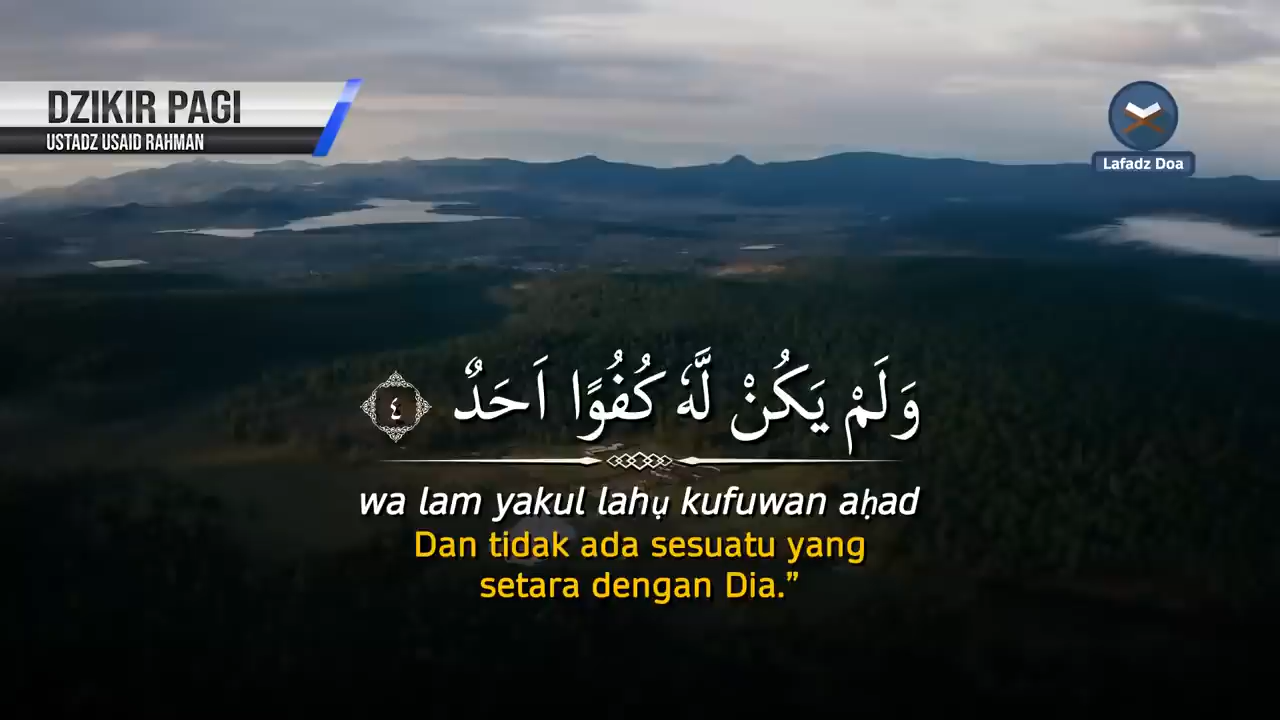 DZIKIR PAGI
USTADZ USAID RAHMAN
Lafadz Doa
وَلَمْ يَكُنْ لَّهٗ كُفُوًا اَحَدٌ ٤
wa lam yakul lahụ kufuwan aḥad
Dan tidak ada sesuatu yang
setara dengan Dia.”